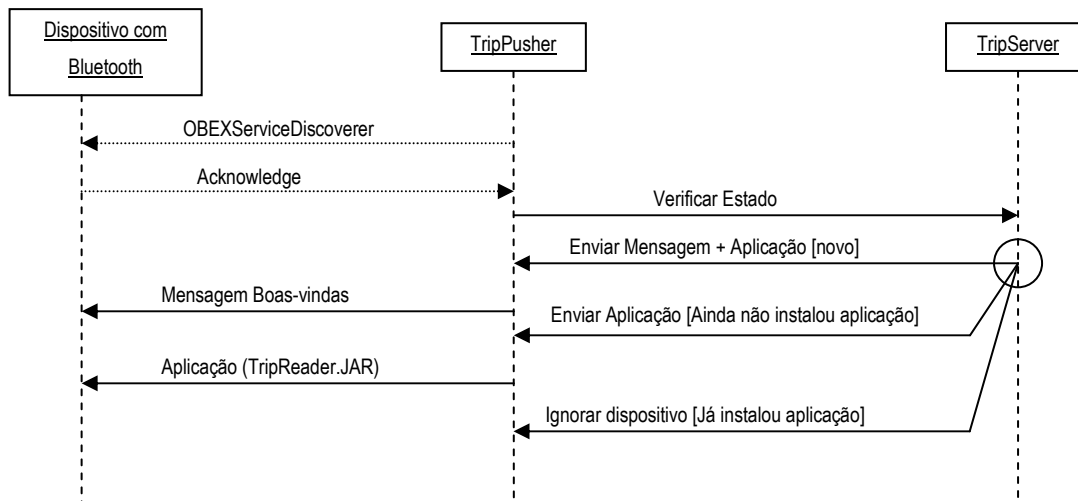 Dispositivo com
Bluetooth
TripPusher
TripServer
OBEXServiceDiscoverer
Acknowledge
Verificar Estado
Enviar Mensagem + Aplicação [novo]
Mensagem Boas-vindas
Enviar Aplicação [Ainda não instalou aplicação]
Aplicação (TripReader.JAR)
Ignorar dispositivo [Já instalou aplicação]